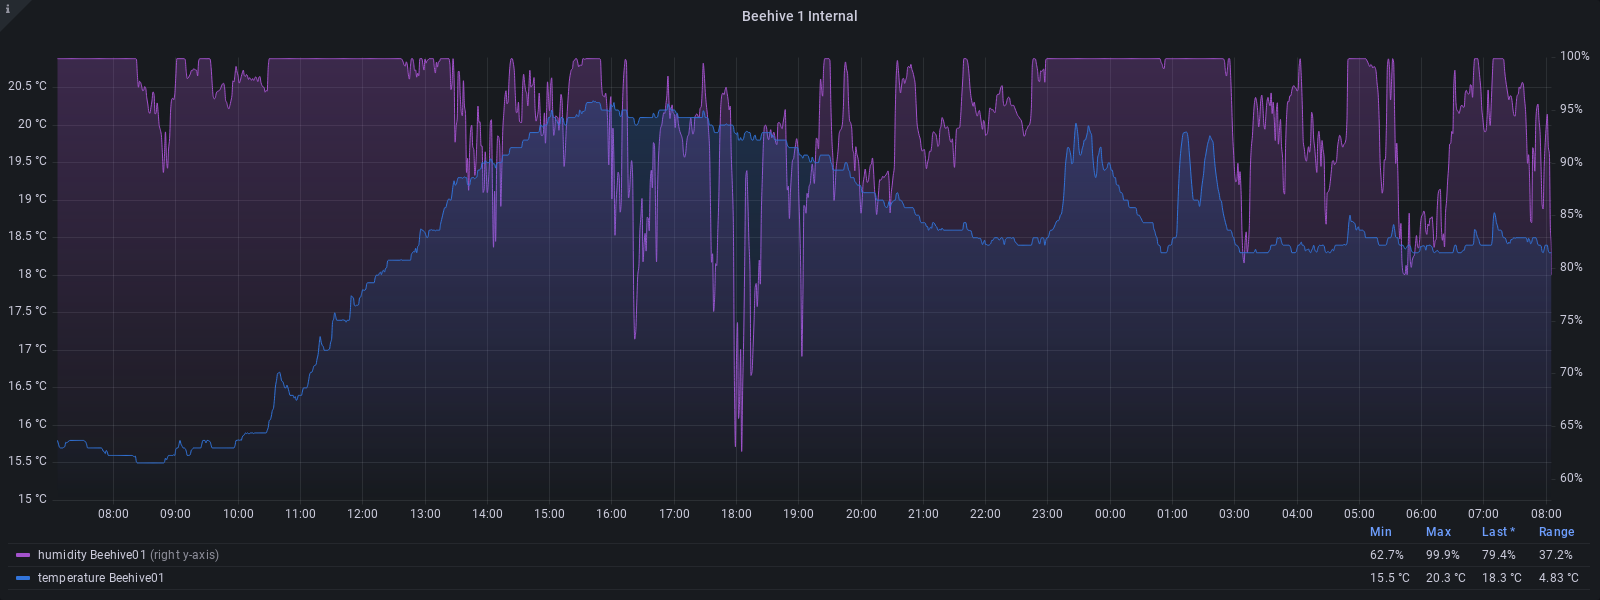 i
Beehive 1 Internal
20.5 °C
20 °C
19.5 °C
19 °C
18.5 °C
18 °C
17.5 °C
17 °C
16.5 °C
16 °C
15.5 °C
15 °C
100%
95%
90%
85%
80%
75%
70%
65%
60%
08:00 09:00 10:00 11:00 12:00 13:00 14:00 15:00 16:00 17:00 18:00 19:00 20:00 21:00 22:00 23:00 00:00 01:00 02:00 03:00 04:00 05:00 06:00 07:00 08:00
Min Max Last * Range
humidity Beehive01 (right y-axis) 62.7% 99.9% 79.4% 37.2%
temperature Beehive01 15.5 °C 20.3 °C 18.3 °C 4.83 °C